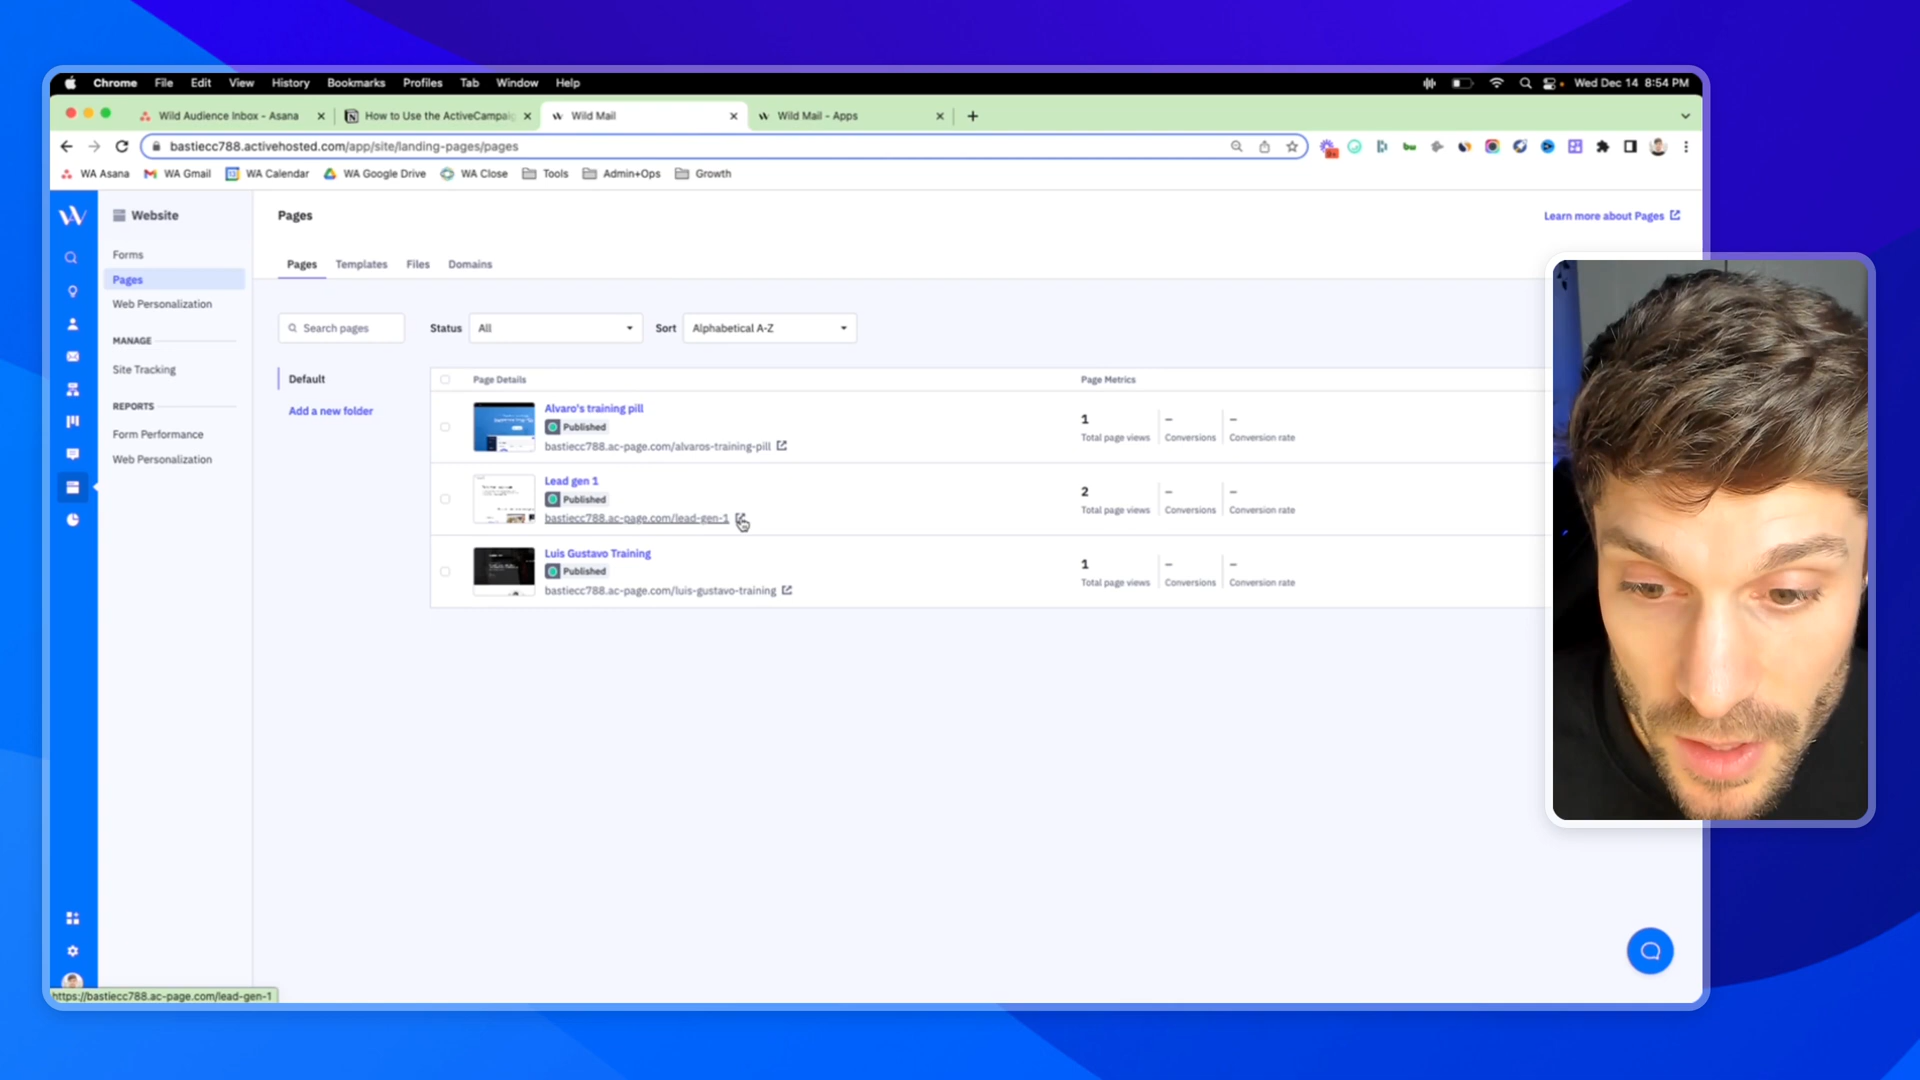 Chrome File Edit View History Bookmarks Profiles Tab Window Help Wed Dec 14 8:54 PM
Wild Audience Inbox - Asana How to Use the ActiveCampaig Wild Mail Wild Mail - Apps
bastiecc788.activehosted.com/app/site/landing-pages/pages
WA Asana WA Gmail WA Calendar WA Google Drive WA Close Tools Admin+Ops Growth
Website
Forms
Pages
Web Personalization
MANAGE
Site Tracking
REPORTS
Form Performance
Web Personalization
Pages
Learn more about Pages
Pages Templates Files Domains
Search pages Status All Sort Alphabetical A-Z
Default
Add a new folder
Page Details Page Metrics
Alvaro's training pill
Published
bastiecc788.ac-page.com/alvaros-training-pill
1 – –
Total page views Conversions Conversion rate
Lead gen 1
Published
bastiecc788.ac-page.com/lead-gen-1
2 – –
Total page views Conversions Conversion rate
Luis Gustavo Training
Published
bastiecc788.ac-page.com/luis-gustavo-training
1 – –
Total page views Conversions Conversion rate
https://bastiecc788.ac-page.com/lead-gen-1